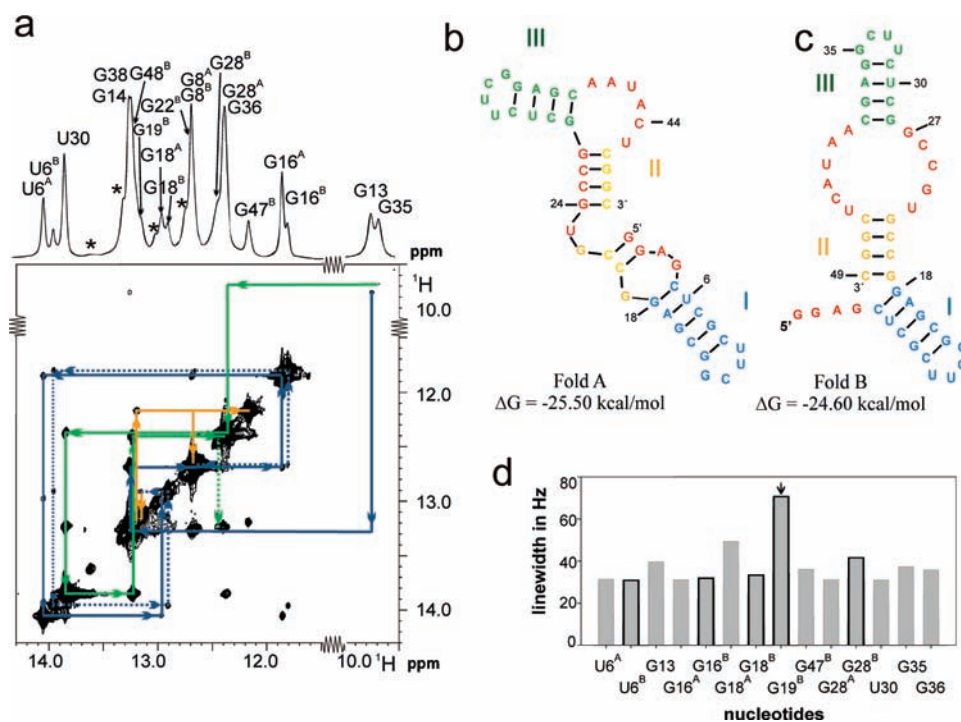 a
G38 G48B
G14
G22B
G19B
G8A
G8B
G28B
G28A
G36
U30
G18A
G18B
U6B
U6A
G16A
G47B
G16B
G13
G35
*
*
*
*
ppm
1H
10.0
12.0
13.0
14.0
14.0 13.0 12.0 10.0 1H ppm
b
III
II
I
44
24
3'
5'
6
18
Fold A
ΔG = -25.50 kcal/mol
c
35
III
30
27
II
49
3'
18
I
5' G G A G
Fold B
ΔG = -24.60 kcal/mol
d
linewidth in Hz
80
60
40
20
0
U6A G13 G16B G18B G47B G28B G35
U6B G16A G18A G19B G28A U30 G36
nucleotides